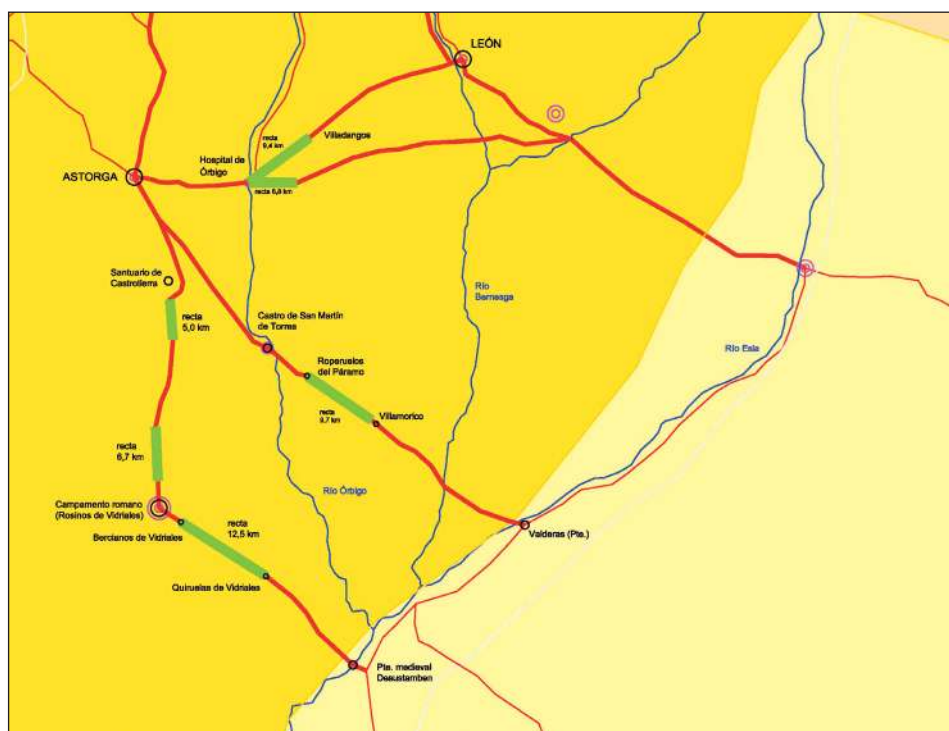 LEÓN
recta
9,4 km
Villadangos
Hospital de
Órbigo
ASTORGA
recta 6,8 km
Santuario de
Castrotierra
recta
5,0 km
Río
Bernesga
Castro de San Martín
de Torres
Río Esla
Roperuelos
del Páramo
recta
9,7 km
Villamorico
recta
6,7 km
Río Órbigo
Campamento romano
(Rosinos de Vidriales)
recta
12,5 km
Bercianos de Vidriales
Valderas (Pte.)
Quiruelas de Vidriales
Pte. medieval
Desustamben